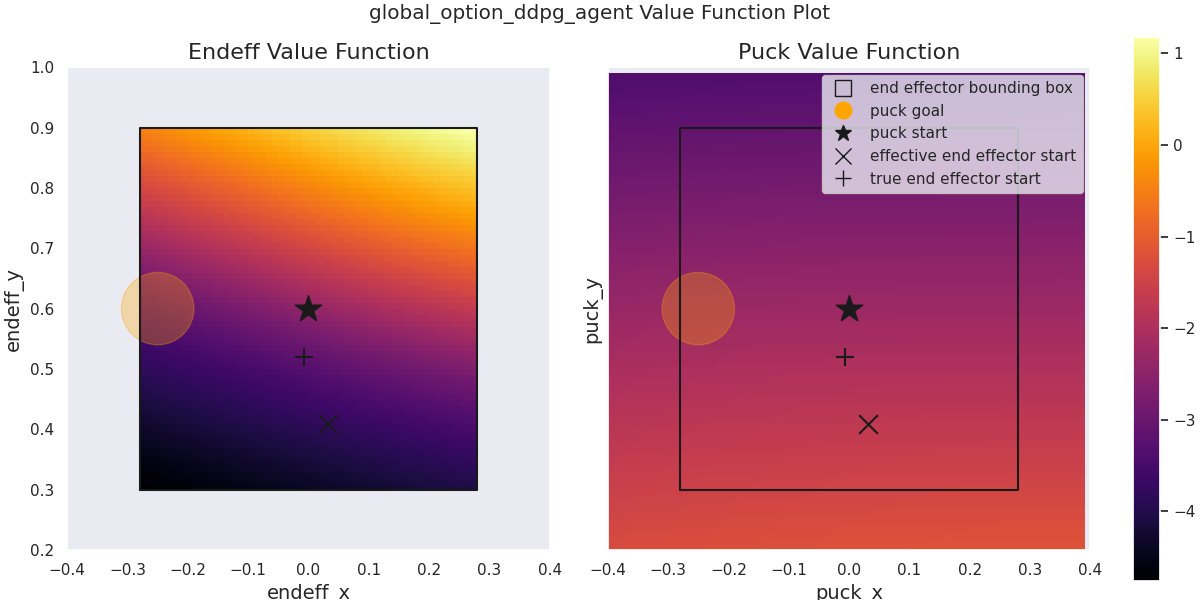 global_option_ddpg_agent Value Function Plot
Endeff Value Function
1.0
0.9
0.8
0.7
0.6
0.5
0.4
0.3
0.2
endeff_y
−0.4 −0.3 −0.2 −0.1 0.0 0.1 0.2 0.3 0.4
endeff_x
Puck Value Function
end effector bounding box
puck goal
puck start
effective end effector start
true end effector start
puck_y
−0.4 −0.3 −0.2 −0.1 0.0 0.1 0.2 0.3 0.4
puck_x
1
0
−1
−2
−3
−4